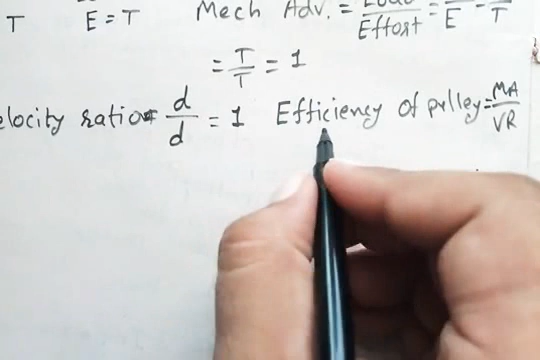 T E = T Mech Adv. = Load/Effort = /E = /T
= T/T = 1
elocity ratio = d/d = 1 Efficiency of pulley = MA/VR